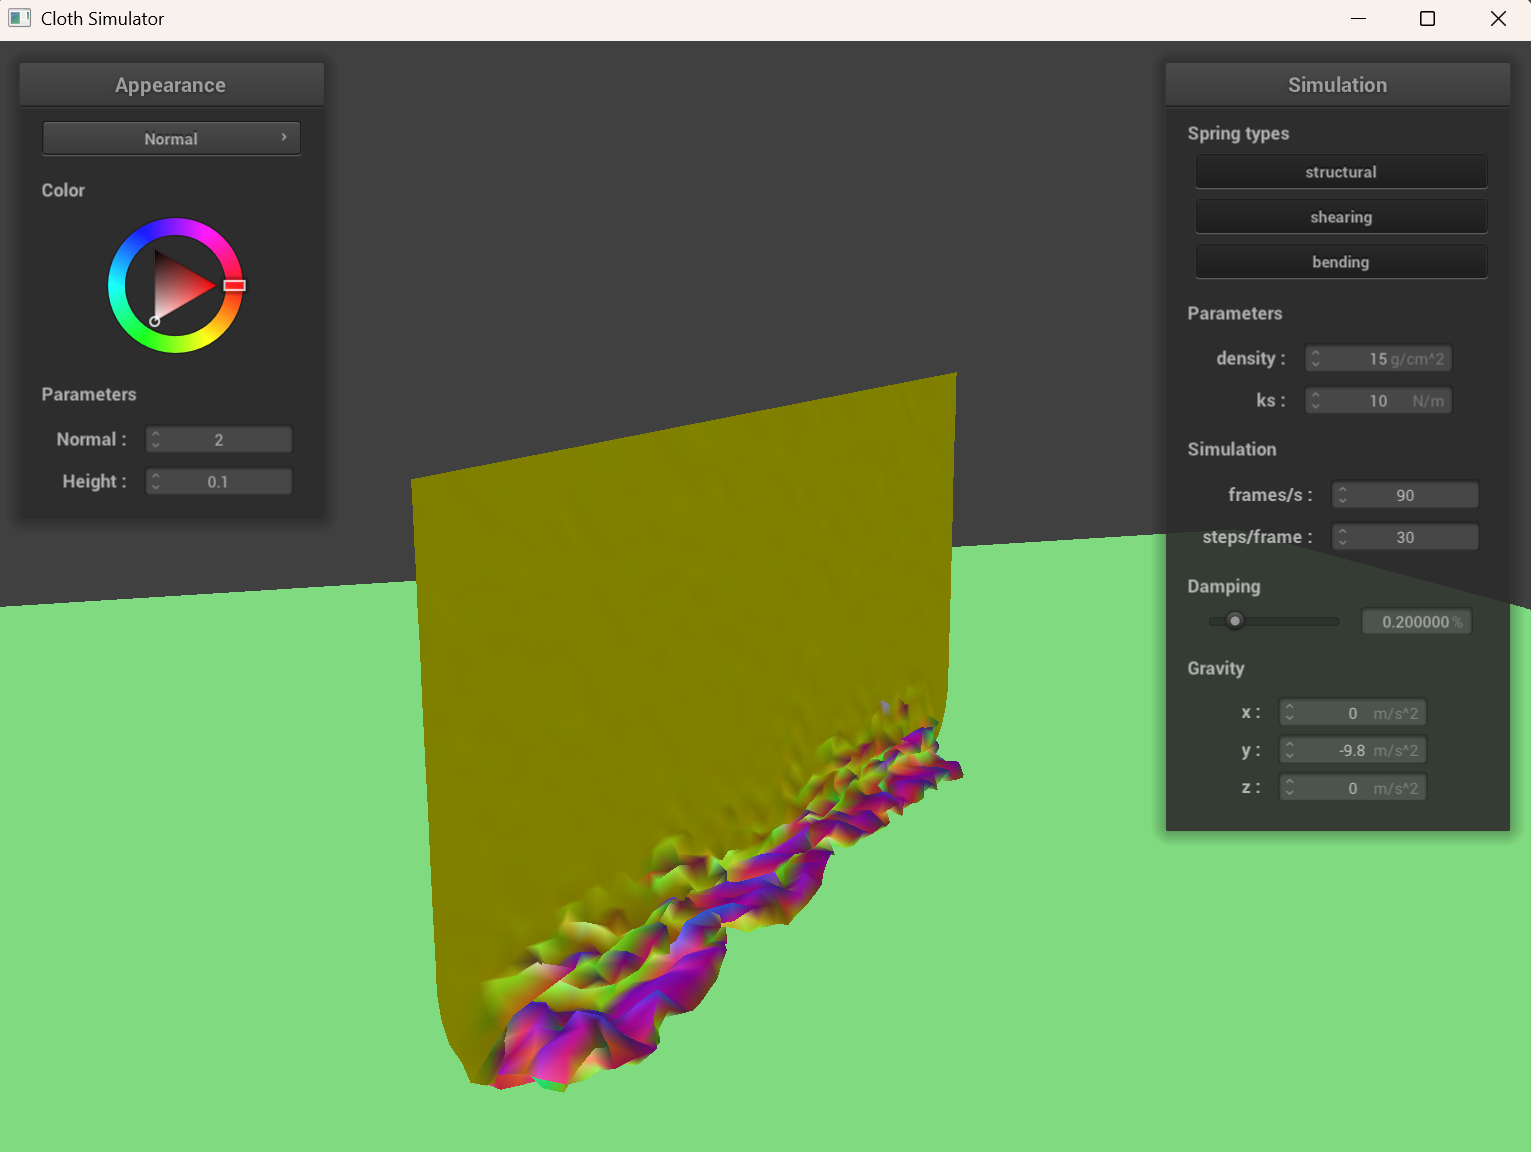 Cloth Simulator
Appearance
Normal
Color
Parameters
Normal : 2
Height : 0.1
Simulation
Spring types
structural
shearing
bending
Parameters
density : 15 g/cm^2
ks : 10 N/m
Simulation
frames/s : 90
steps/frame : 30
Damping
0.200000 %
Gravity
x : 0 m/s^2
y : -9.8 m/s^2
z : 0 m/s^2